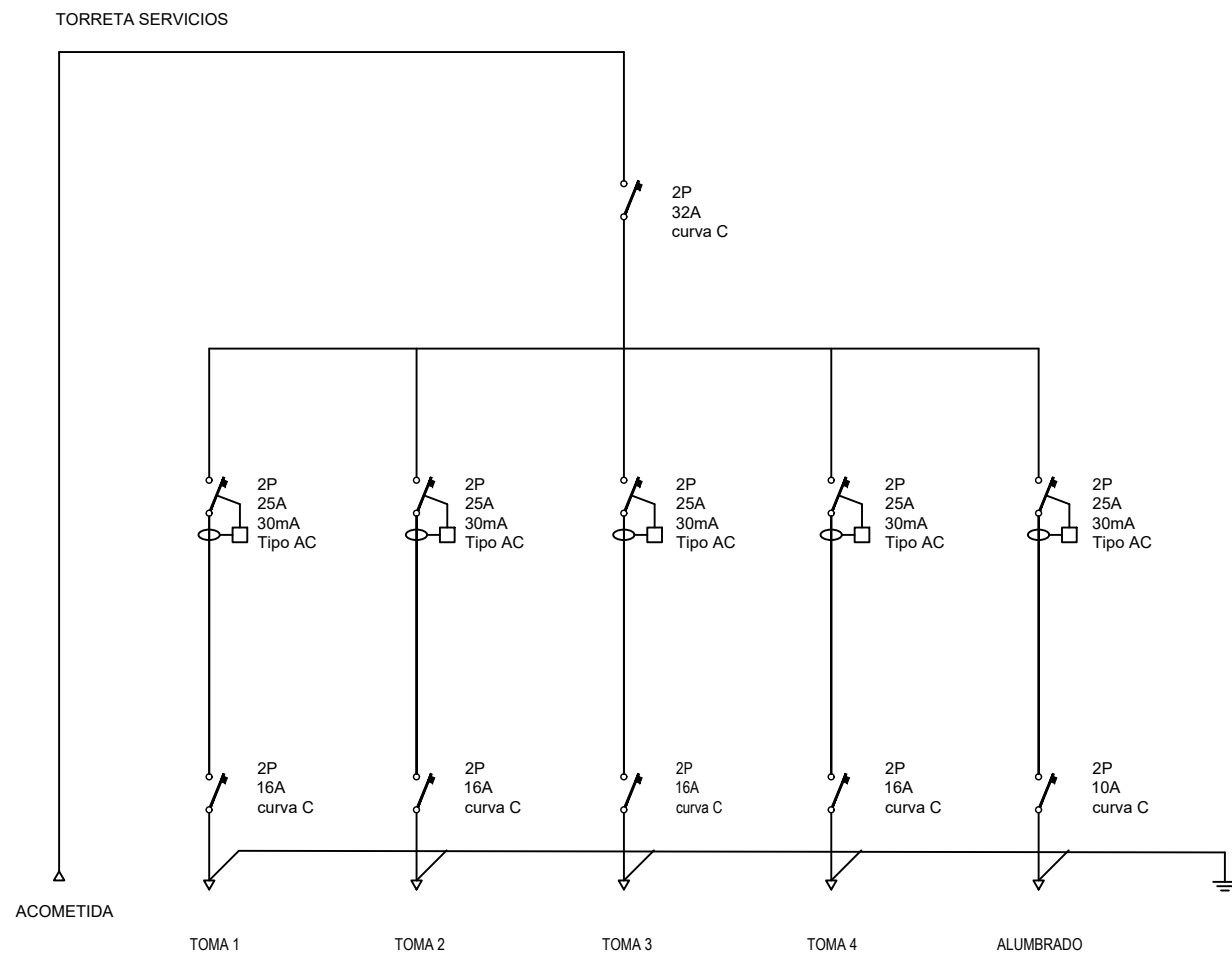 TORRETA SERVICIOS
2P
32A
curva C
2P
25A
30mA
Tipo AC
2P
25A
30mA
Tipo AC
2P
25A
30mA
Tipo AC
2P
25A
30mA
Tipo AC
2P
25A
30mA
Tipo AC
2P
16A
curva C
2P
16A
curva C
2P
16A
curva C
2P
16A
curva C
2P
10A
curva C
ACOMETIDA
TOMA 1
TOMA 2
TOMA 3
TOMA 4
ALUMBRADO